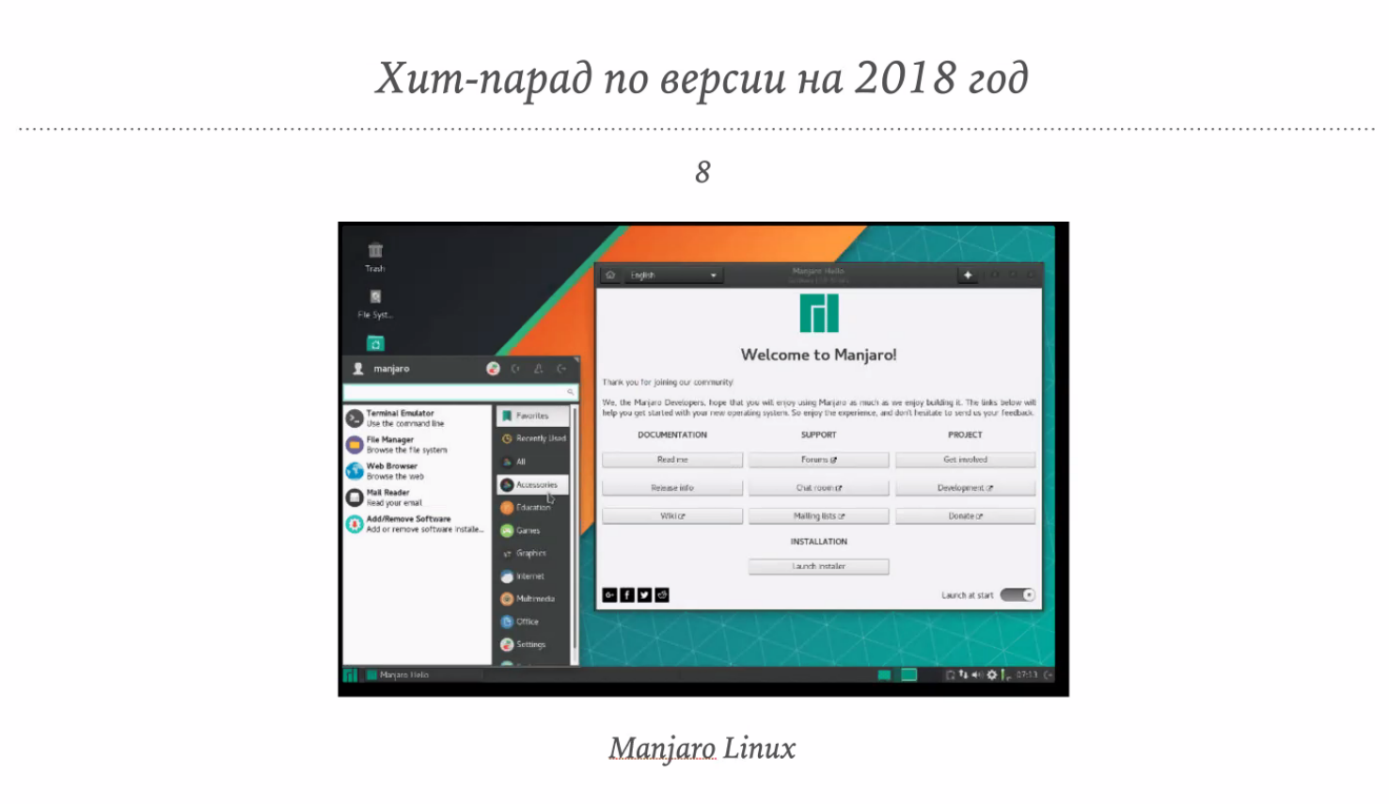 Хит-парад по версии на 2018 год
8
Trash
File Syst...
English
Manjaro Hello
manjaro
Welcome to Manjaro!
Thank you for joining our community!
We, the Manjaro Developers, hope that you will enjoy using Manjaro as much as we enjoy building it. The links below will
help you get started with your new operating system. So enjoy the experience, and don't hesitate to send us your feedback.
DOCUMENTATION SUPPORT PROJECT
Read me Forums Get involved
Release info Chat room Development
Wiki Mailing lists Donate
INSTALLATION
Launch installer
Launch at start
Terminal Emulator
Use the command line
File Manager
Browse the file system
Web Browser
Browse the web
Mail Reader
Read your email
Add/Remove Software
Add or remove software installe...
Favorites
Recently Used
All
Accessories
Education
Games
Graphics
Internet
Multimedia
Office
Settings
Manjaro Hello
07:13
Manjaro Linux